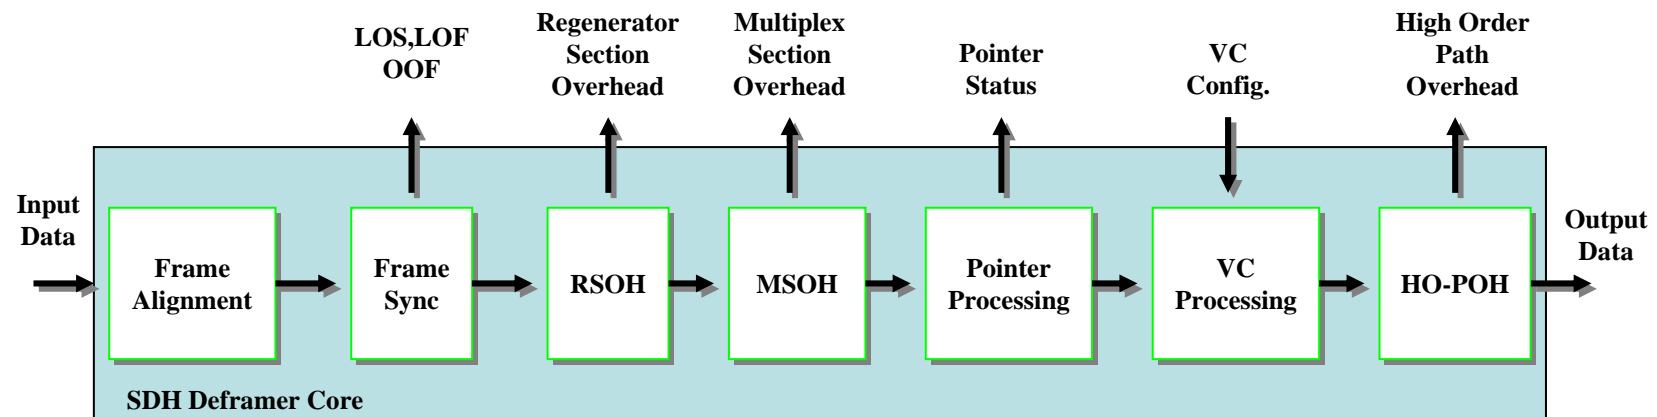 LOS,LOF
OOF
Regenerator
Section
Overhead
Multiplex
Section
Overhead
Pointer
Status
VC
Config.
High Order
Path
Overhead
Input
Data
Frame
Alignment
Frame
Sync
RSOH
MSOH
Pointer
Processing
VC
Processing
HO-POH
Output
Data
SDH Deframer Core